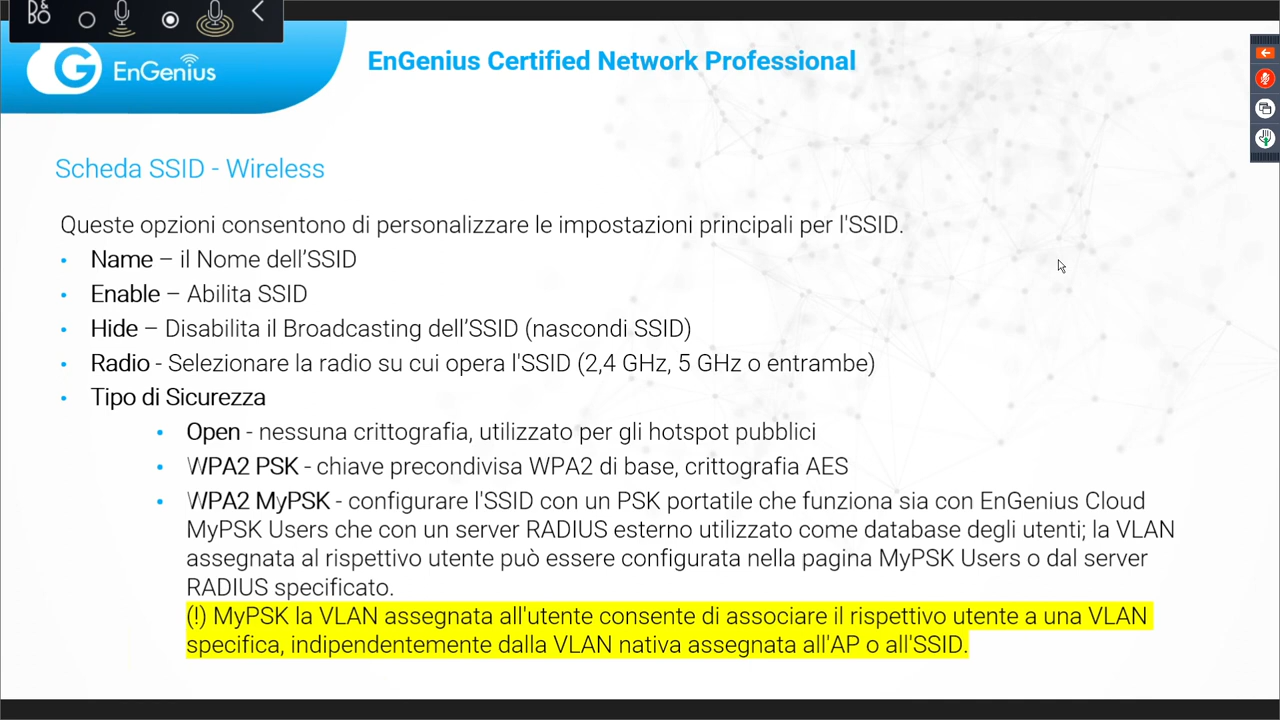 EnGenius
EnGenius Certified Network Professional
Scheda SSID - Wireless
Queste opzioni consentono di personalizzare le impostazioni principali per l'SSID.
• Name – il Nome dell’SSID
• Enable – Abilita SSID
• Hide – Disabilita il Broadcasting dell’SSID (nascondi SSID)
• Radio - Selezionare la radio su cui opera l'SSID (2,4 GHz, 5 GHz o entrambe)
• Tipo di Sicurezza
• Open - nessuna crittografia, utilizzato per gli hotspot pubblici
• WPA2 PSK - chiave precondivisa WPA2 di base, crittografia AES
• WPA2 MyPSK - configurare l'SSID con un PSK portatile che funziona sia con EnGenius Cloud
MyPSK Users che con un server RADIUS esterno utilizzato come database degli utenti; la VLAN
assegnata al rispettivo utente può essere configurata nella pagina MyPSK Users o dal server
RADIUS specificato.
(!) MyPSK la VLAN assegnata all'utente consente di associare il rispettivo utente a una VLAN
specifica, indipendentemente dalla VLAN nativa assegnata all'AP o all'SSID.